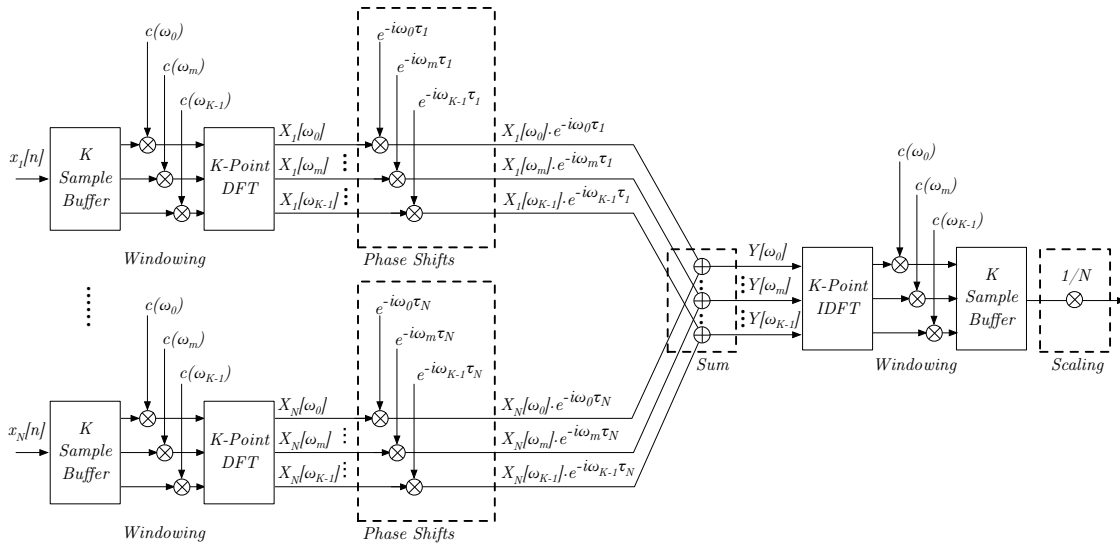 c(ω0)
c(ωm)
c(ωK-1)
x1[n]
K
Sample
Buffer
Windowing
K-Point
DFT
X1[ω0]
X1[ωm]
X1[ωK-1]
e-iω0τ1
e-iωmτ1
e-iωK-1τ1
Phase Shifts
X1[ω0].e-iω0τ1
X1[ωm].e-iωmτ1
X1[ωK-1].e-iωK-1τ1
c(ω0)
c(ωm)
c(ωK-1)
xN[n]
K
Sample
Buffer
Windowing
K-Point
DFT
XN[ω0]
XN[ωm]
XN[ωK-1]
e-iω0τN
e-iωmτN
e-iωK-1τN
Phase Shifts
XN[ω0].e-iω0τN
XN[ωm].e-iωmτN
XN[ωK-1].e-iωK-1τN
Sum
Y[ω0]
Y[ωm]
Y[ωK-1]
K-Point
IDFT
c(ω0)
c(ωm)
c(ωK-1)
Windowing
K
Sample
Buffer
1/N
Scaling